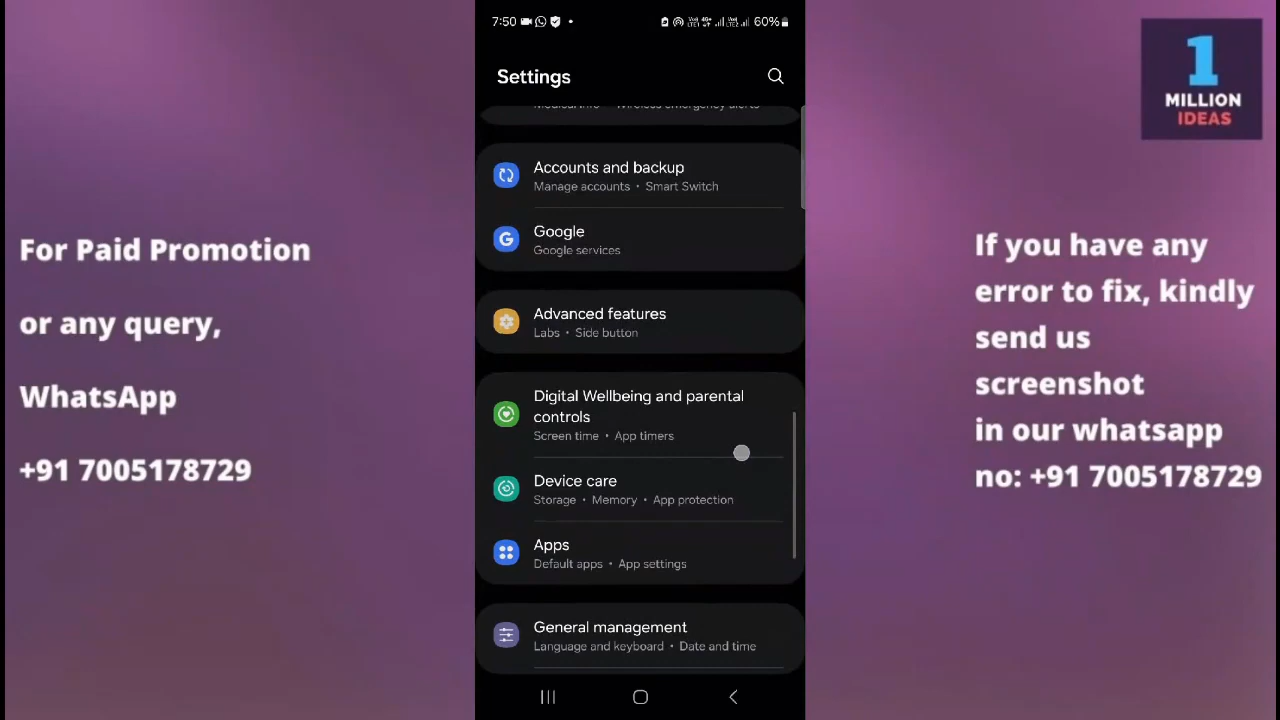 7:50
60%
1
MILLION
IDEAS
Settings
MedicalInfo • Wireless emergency alerts
Accounts and backup
Manage accounts • Smart Switch
Google
Google services
Advanced features
Labs • Side button
Digital Wellbeing and parental
controls
Screen time • App timers
Device care
Storage • Memory • App protection
Apps
Default apps • App settings
General management
Language and keyboard • Date and time
For Paid Promotion
or any query,
WhatsApp
+91 7005178729
If you have any
error to fix, kindly
send us
screenshot
in our whatsapp
no: +91 7005178729